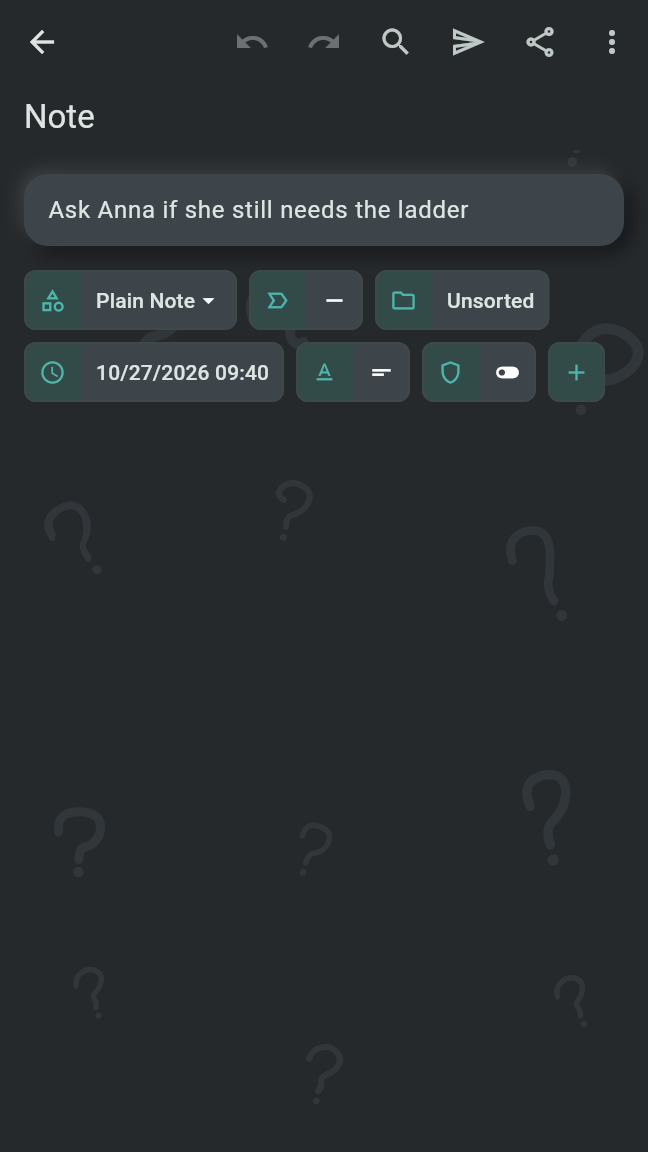 Note
Ask Anna if she still needs the ladder
Plain Note
Unsorted
10/27/2026 09:40